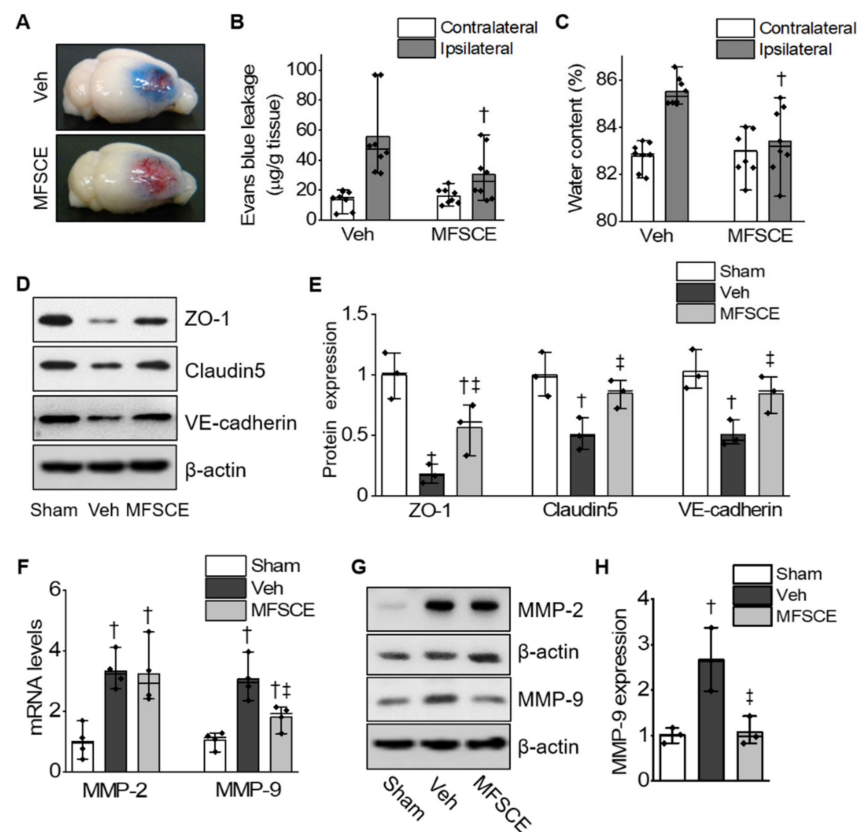 A
Veh
MFSCE
B
Contralateral
Ipsilateral
Evans blue leakage
(μg/g tissue)
100
80
60
40
20
0
†
Veh
MFSCE
C
Contralateral
Ipsilateral
Water content (%)
86
84
82
80
†
Veh
MFSCE
D
ZO-1
Claudin5
VE-cadherin
β-actin
Sham Veh MFSCE
E
Sham
Veh
MFSCE
Protein expression
1.5
1
0.5
0
†
†‡
†
‡
†
‡
ZO-1
Claudin5
VE-cadherin
F
Sham
Veh
MFSCE
mRNA levels
6
4
2
0
†
†
†
†‡
MMP-2
MMP-9
G
MMP-2
β-actin
MMP-9
β-actin
Sham
Veh
MFSCE
H
Sham
Veh
MFSCE
MMP-9 expression
4
3
2
1
0
†
‡